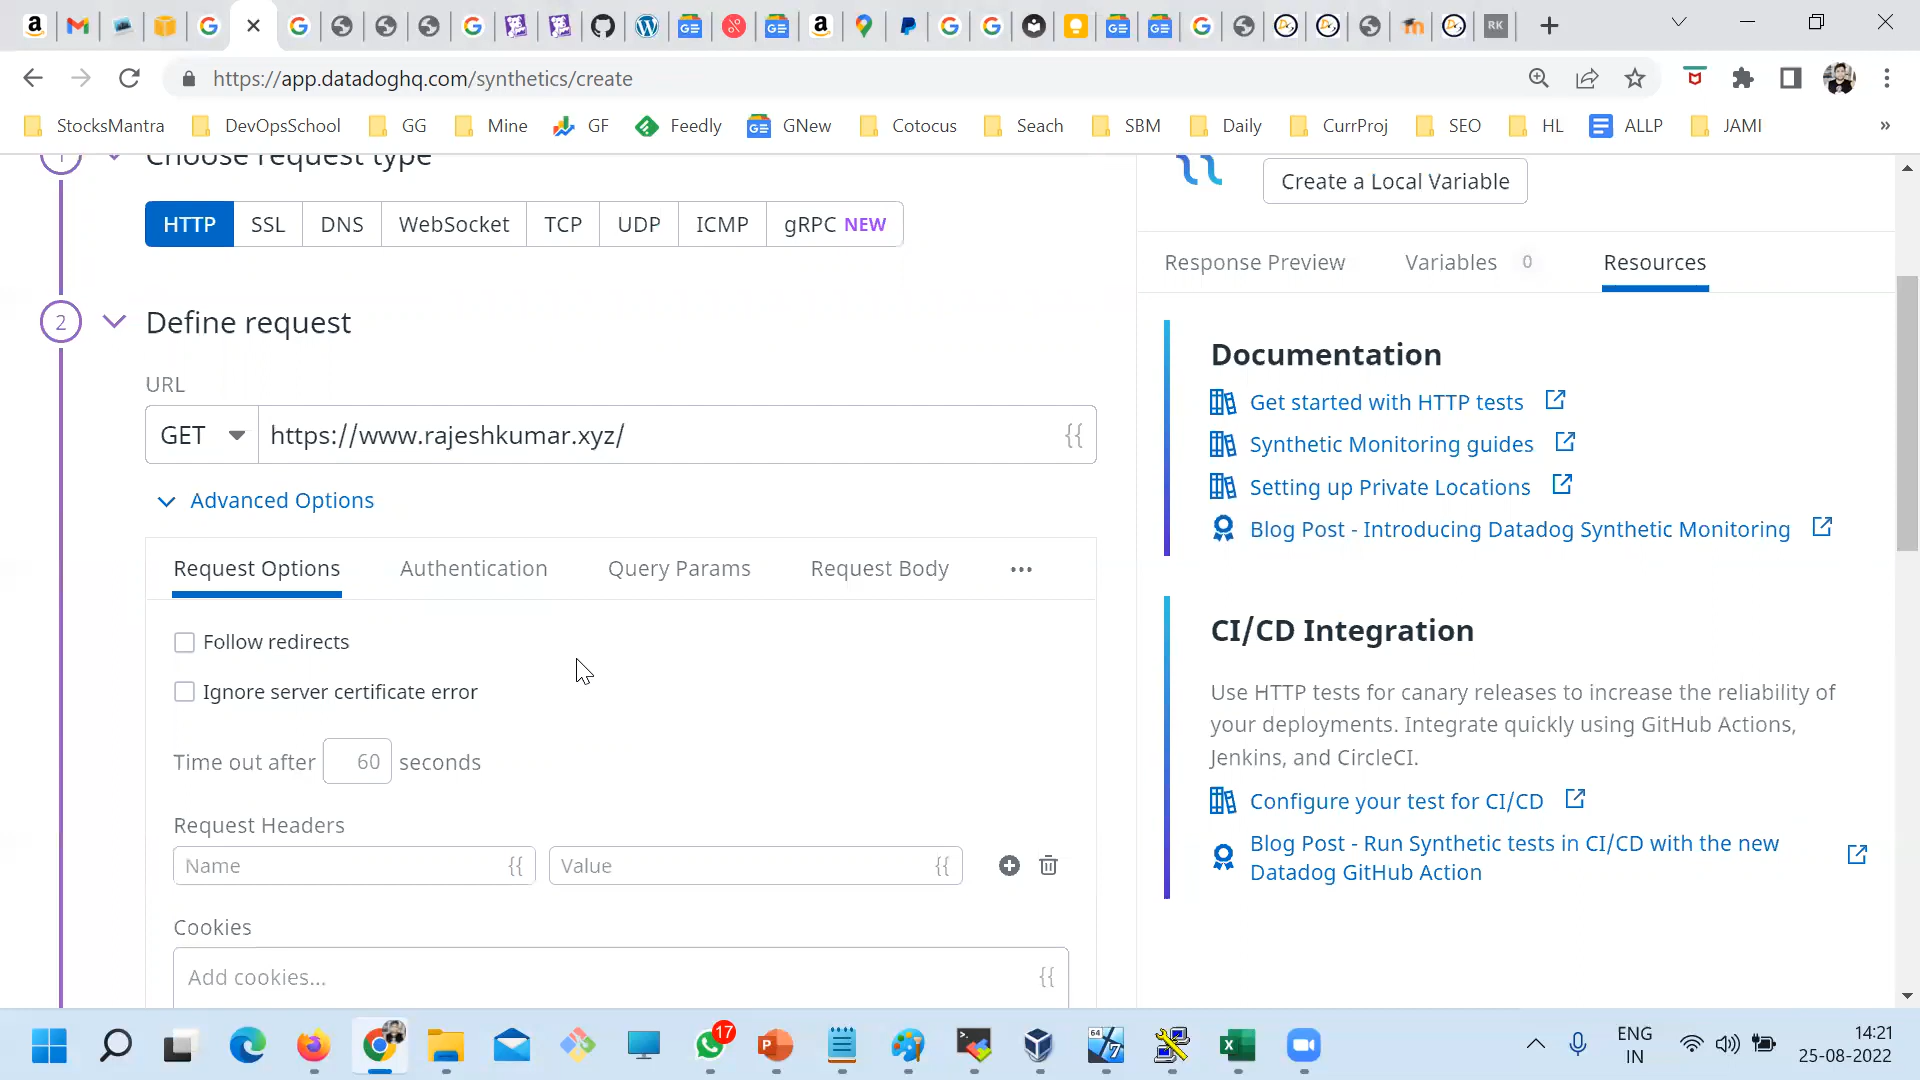 https://app.datadoghq.com/synthetics/create
StocksMantra DevOpsSchool GG Mine GF Feedly GNew Cotocus Seach SBM Daily CurrProj SEO HL ALLP JAMI »
1 Choose request type
HTTP SSL DNS WebSocket TCP UDP ICMP gRPC NEW
2 Define request
URL
GET https://www.rajeshkumar.xyz/ {{
Advanced Options
Request Options Authentication Query Params Request Body ...
Follow redirects
Ignore server certificate error
Time out after 60 seconds
Request Headers
Name {{ Value {{
Cookies
Add cookies... {{
Create a Local Variable
Response Preview Variables 0 Resources
Documentation
Get started with HTTP tests
Synthetic Monitoring guides
Setting up Private Locations
Blog Post - Introducing Datadog Synthetic Monitoring
CI/CD Integration
Use HTTP tests for canary releases to increase the reliability of
your deployments. Integrate quickly using GitHub Actions,
Jenkins, and CircleCI.
Configure your test for CI/CD
Blog Post - Run Synthetic tests in CI/CD with the new
Datadog GitHub Action
RK
17
64
7
ENG
IN
14:21
25-08-2022